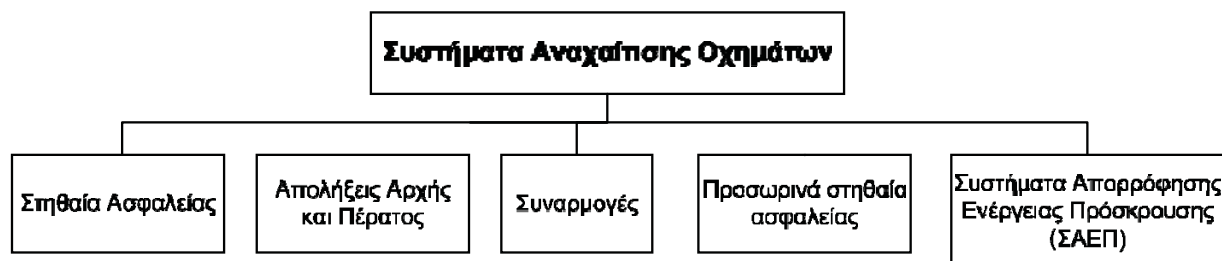 Συστήματα Αναχαίτισης Οχημάτων
Στηθαία Ασφαλείας
Απολήξεις Αρχής
και Πέρατος
Συναρμογές
Προσωρινά στηθαία
ασφαλείας
Συστήματα Απορρόφησης
Ενέργειας Πρόσκρουσης
(ΣΑΕΠ)